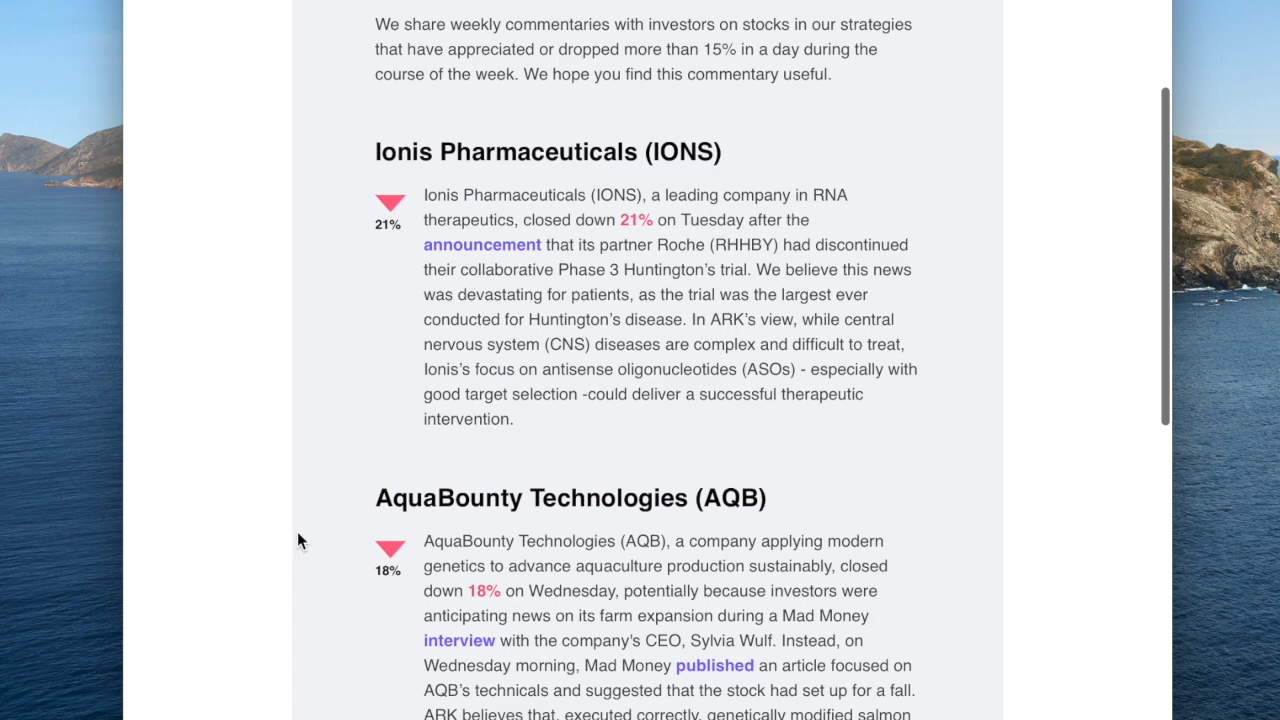 We share weekly commentaries with investors on stocks in our strategies
that have appreciated or dropped more than 15% in a day during the
course of the week. We hope you find this commentary useful.
Ionis Pharmaceuticals (IONS)
21%
Ionis Pharmaceuticals (IONS), a leading company in RNA
therapeutics, closed down 21% on Tuesday after the
announcement that its partner Roche (RHHBY) had discontinued
their collaborative Phase 3 Huntington’s trial. We believe this news
was devastating for patients, as the trial was the largest ever
conducted for Huntington’s disease. In ARK’s view, while central
nervous system (CNS) diseases are complex and difficult to treat,
Ionis’s focus on antisense oligonucleotides (ASOs) - especially with
good target selection -could deliver a successful therapeutic
intervention.
AquaBounty Technologies (AQB)
18%
AquaBounty Technologies (AQB), a company applying modern
genetics to advance aquaculture production sustainably, closed
down 18% on Wednesday, potentially because investors were
anticipating news on its farm expansion during a Mad Money
interview with the company's CEO, Sylvia Wulf. Instead, on
Wednesday morning, Mad Money published an article focused on
AQB’s technicals and suggested that the stock had set up for a fall.
ARK believes that, executed correctly, genetically modified salmon